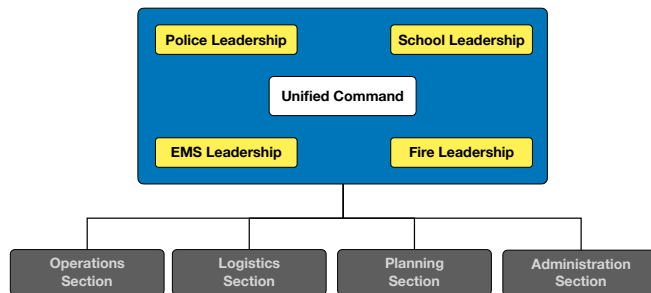 Police Leadership
School Leadership
Unified Command
EMS Leadership
Fire Leadership
Operations
Section
Logistics
Section
Planning
Section
Administration
Section